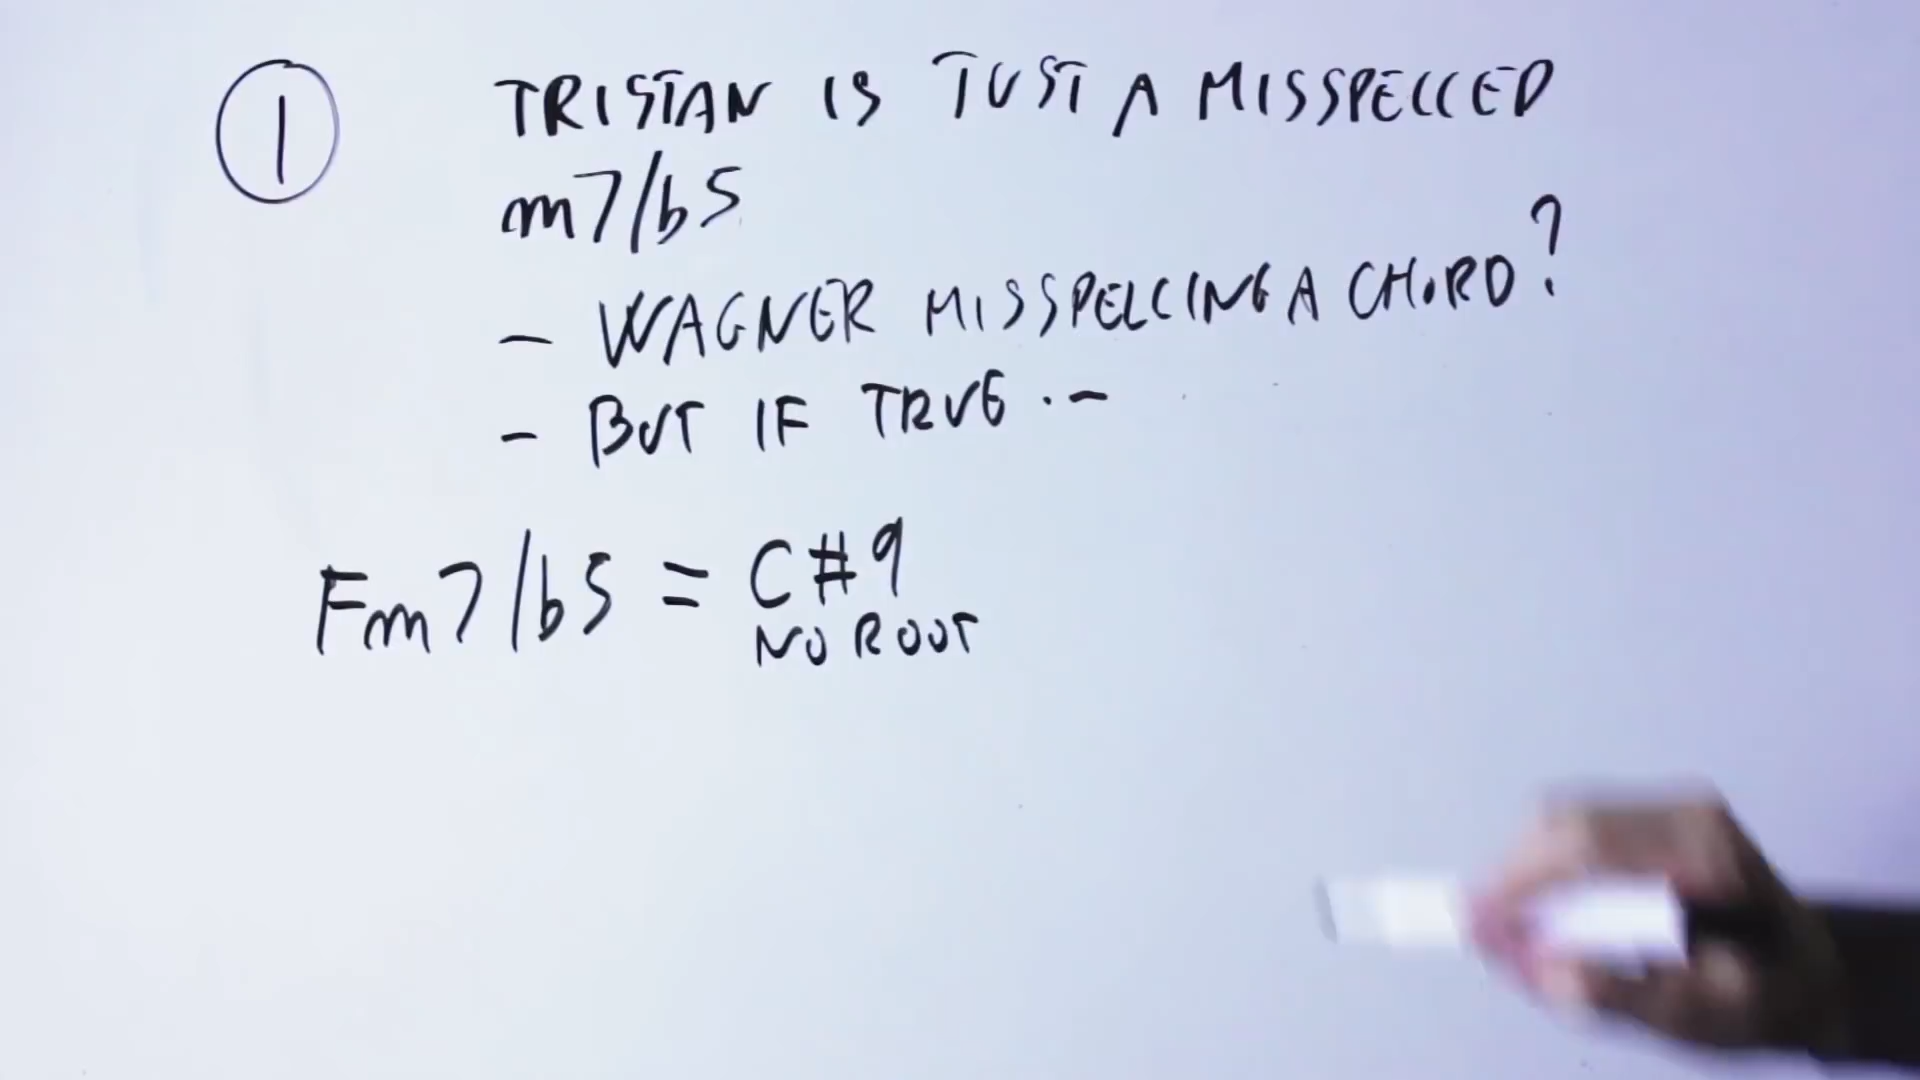 1 TRISTAN IS JUST A MISSPELLED
m7/b5
- WAGNER MISSPELLING A CHORD?
- BUT IF TRUE . -
Fm7/b5 = C#9
NO ROOT